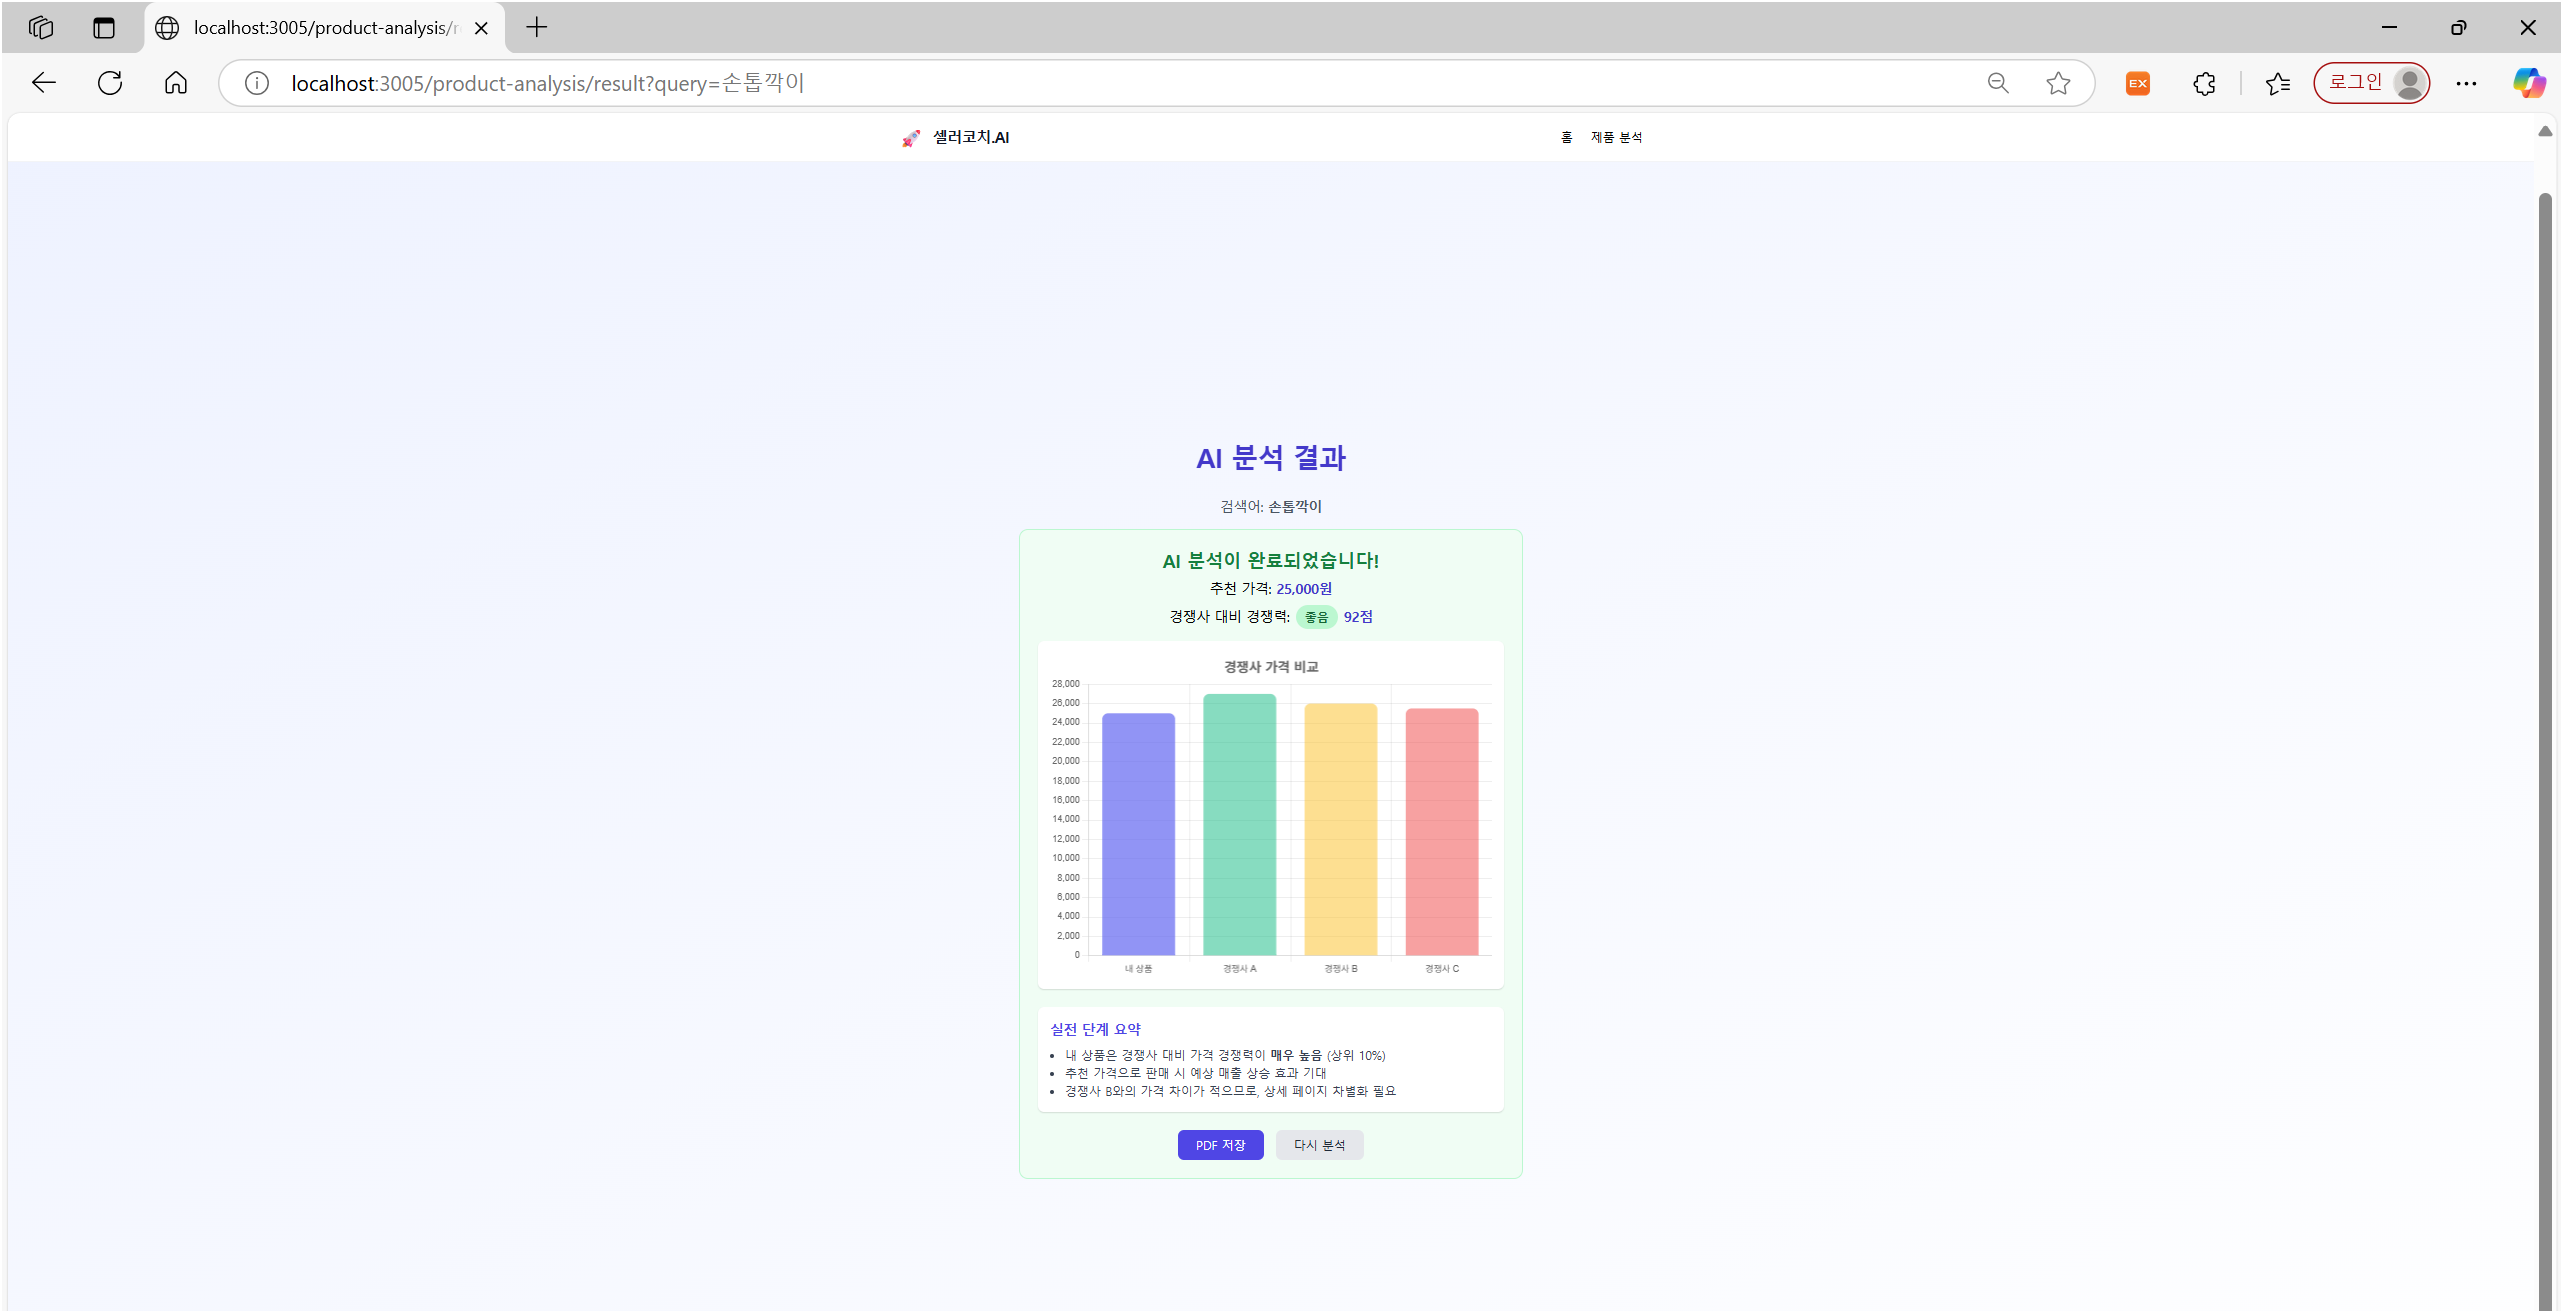 localhost:3005/product-analysis/r
localhost:3005/product-analysis/result?query=손톱깍이
EX
로그인
셀러코치.AI
홈 제품 분석
AI 분석 결과
검색어: 손톱깍이
AI 분석이 완료되었습니다!
추천 가격: 25,000원
경쟁사 대비 경쟁력: 좋음 92점
경쟁사 가격 비교
28,000
26,000
24,000
22,000
20,000
18,000
16,000
14,000
12,000
10,000
8,000
6,000
4,000
2,000
0
내 상품 경쟁사 A 경쟁사 B 경쟁사 C
실전 단계 요약
내 상품은 경쟁사 대비 가격 경쟁력이 매우 높음 (상위 10%)
추천 가격으로 판매 시 예상 매출 상승 효과 기대
경쟁사 B와의 가격 차이가 적으므로, 상세 페이지 차별화 필요
PDF 저장 다시 분석